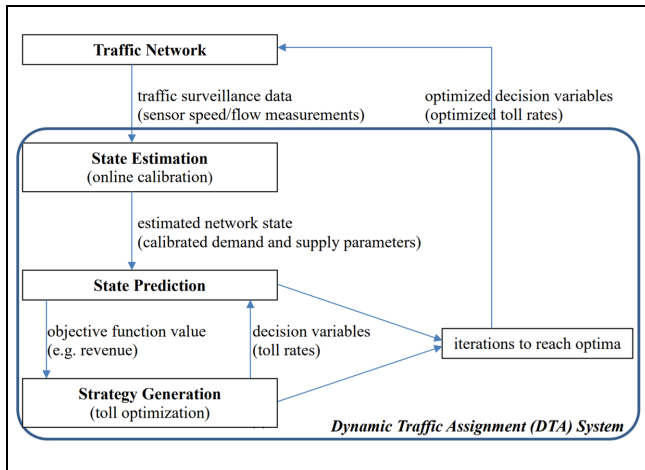 Traffic Network
traffic surveillance data
(sensor speed/flow measurements)
optimized decision variables
(optimized toll rates)
State Estimation
(online calibration)
estimated network state
(calibrated demand and supply parameters)
State Prediction
objective function value
(e.g. revenue)
decision variables
(toll rates)
iterations to reach optima
Strategy Generation
(toll optimization)
Dynamic Traffic Assignment (DTA) System